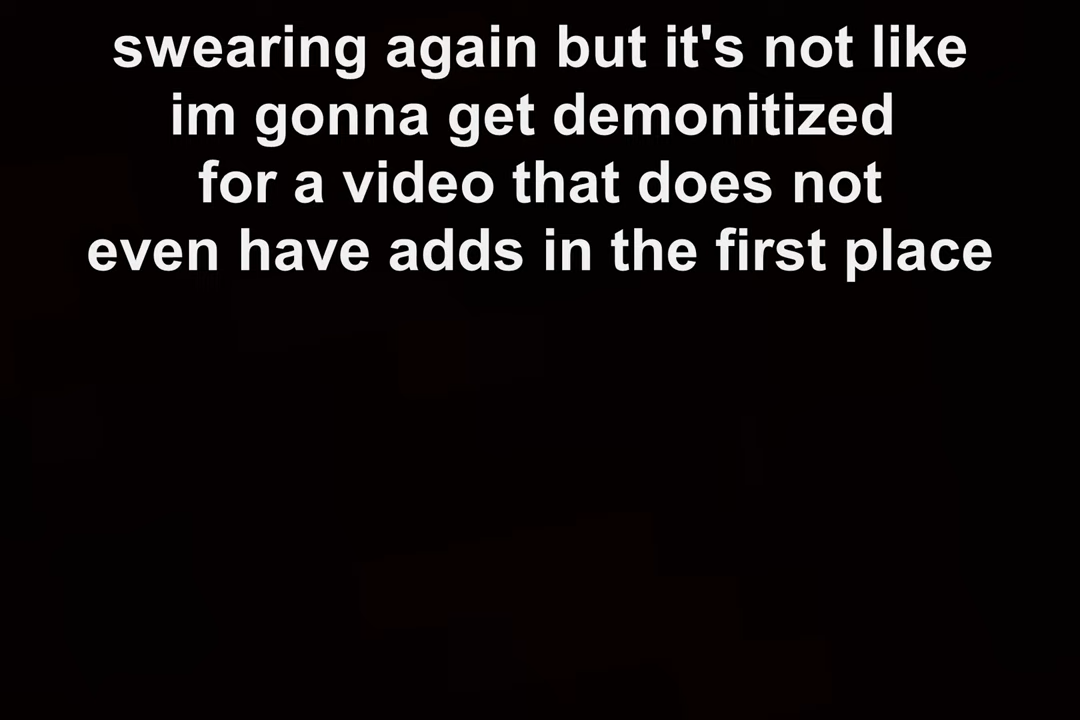 swearing again but it's not like
im gonna get demonitized
for a video that does not
even have adds in the first place